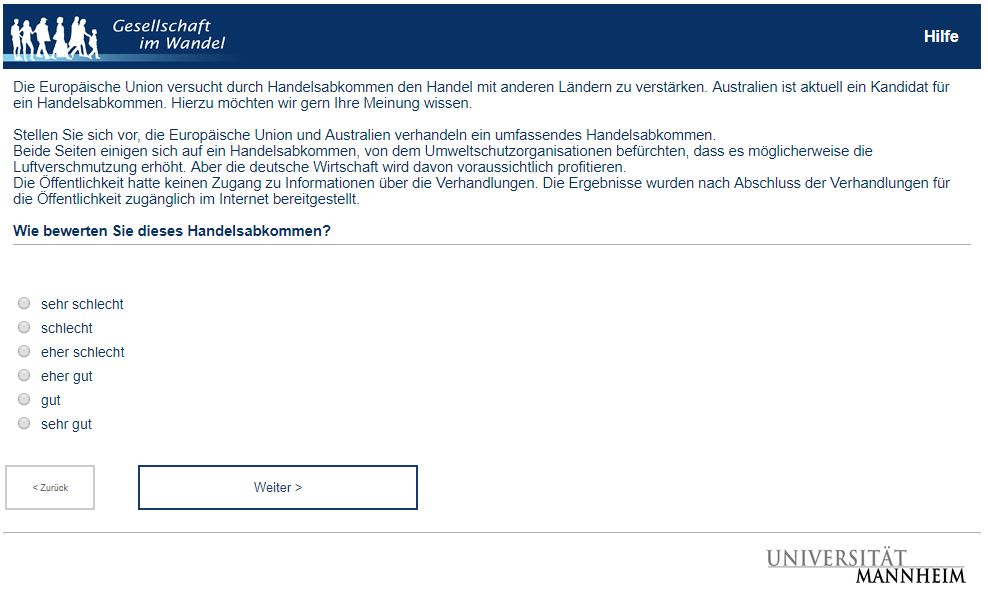 Gesellschaft
im Wandel
Hilfe
Die Europäische Union versucht durch Handelsabkommen den Handel mit anderen Ländern zu verstärken. Australien ist aktuell ein Kandidat für
ein Handelsabkommen. Hierzu möchten wir gern Ihre Meinung wissen.
Stellen Sie sich vor, die Europäische Union und Australien verhandeln ein umfassendes Handelsabkommen.
Beide Seiten einigen sich auf ein Handelsabkommen, von dem Umweltschutzorganisationen befürchten, dass es möglicherweise die
Luftverschmutzung erhöht. Aber die deutsche Wirtschaft wird davon voraussichtlich profitieren.
Die Öffentlichkeit hatte keinen Zugang zu Informationen über die Verhandlungen. Die Ergebnisse wurden nach Abschluss der Verhandlungen für
die Öffentlichkeit zugänglich im Internet bereitgestellt.
Wie bewerten Sie dieses Handelsabkommen?
sehr schlecht
schlecht
eher schlecht
eher gut
gut
sehr gut
< Zurück
Weiter >
UNIVERSITÄT
MANNHEIM